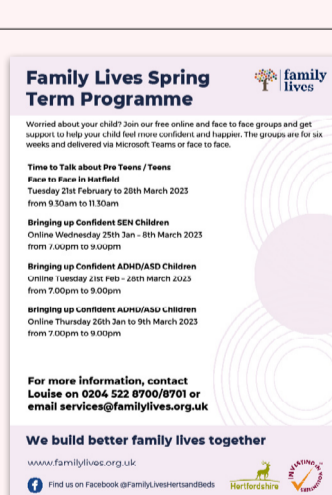 Family Lives Spring
Term Programme
family
lives
Worried about your child? Join our free online and face to face groups and get
support to help your child feel more confident and happier. The groups are for six
weeks and delivered via Microsoft Teams or face to face.
Time to Talk about Pre Teens / Teens
Face to Face in Hatfield
Tuesday 21st February to 28th March 2023
from 9.30am to 11.30am
Bringing up Confident SEN Children
Online Wednesday 25th Jan - 8th March 2023
from 7.00pm to 9.00pm
Bringing up Confident ADHD/ASD Children
Online Tuesday 21st Feb - 28th March 2023
from 7.00pm to 9.00pm
Bringing up Confident ADHD/ASD Children
Online Thursday 26th Jan to 9th March 2023
from 7.00pm to 9.00pm
For more information, contact
Louise on 0204 522 8700/8701 or
email services@familylives.org.uk
We build better family lives together
www.familylives.org.uk
Find us on Facebook @FamilyLivesHertsandBeds
Hertfordshire
INVESTING IN